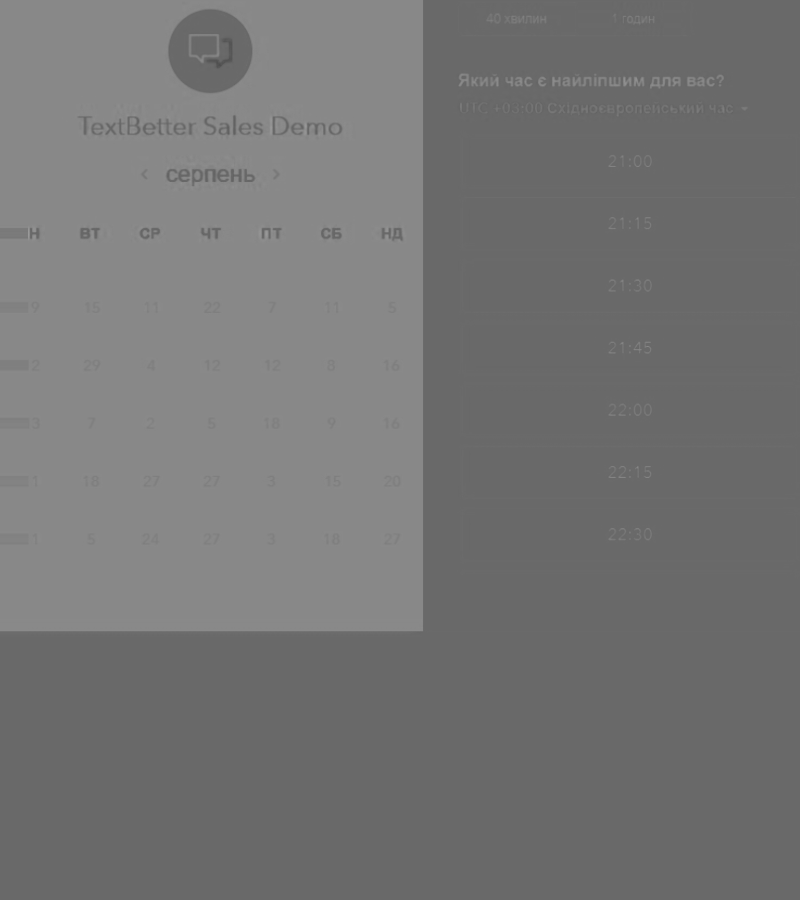 TextBetter Sales Demo
серпень
Н ВТ СР ЧТ ПТ СБ НД
9 15 11 22 7 11 5
2 29 4 12 12 3 16
3 7 2 5 18 9 16
1 18 27 27 3 15 20
1 5 24 27 3 18 27
40 хвилин 1 годин
Який час є найліпшим для вас?
UTC +03:00 Східноєвропейський час
21:00
21:15
21:30
21:45
22:00
22:15
22:30